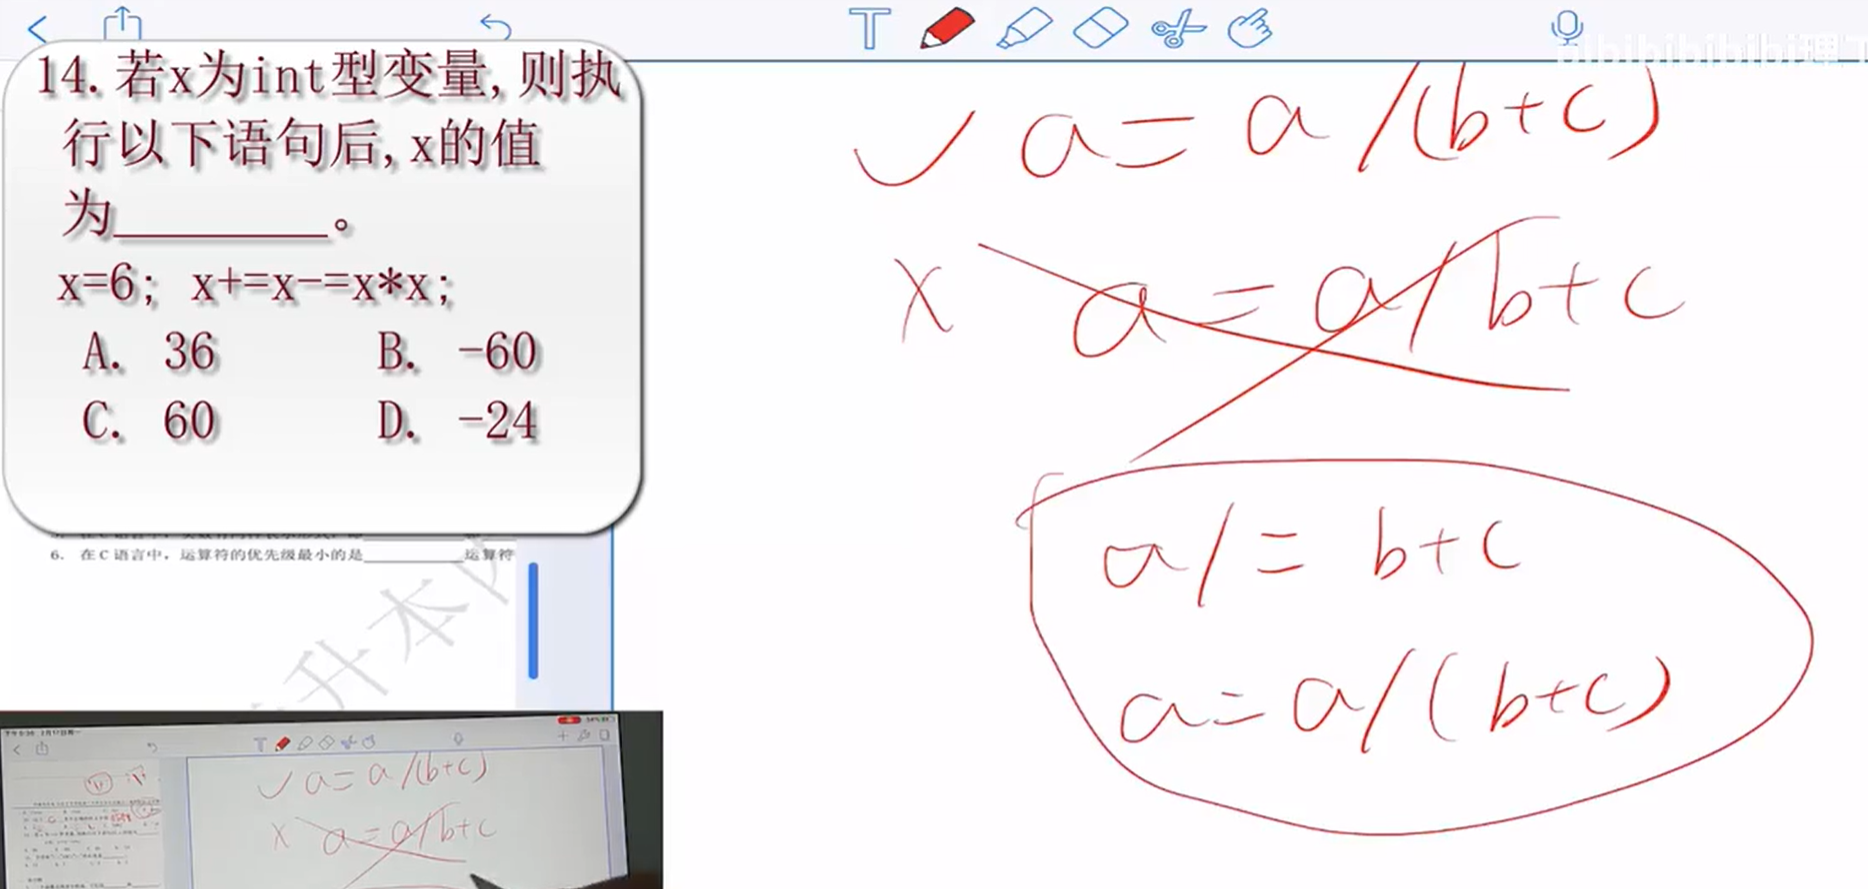 14.若x为int型变量,则执
行以下语句后,x的值
为________。
x=6; x+=x-=x*x;
A. 36 B. -60
C. 60 D. -24
6. 在C语言中,运算符的优先级最小的是________运算符
升本
✓ a = a /(b+c)
x a = a/b+c
a/= b+c
a=a/(b+c)
✓ a=a/(b+c)
x a=a/b+c